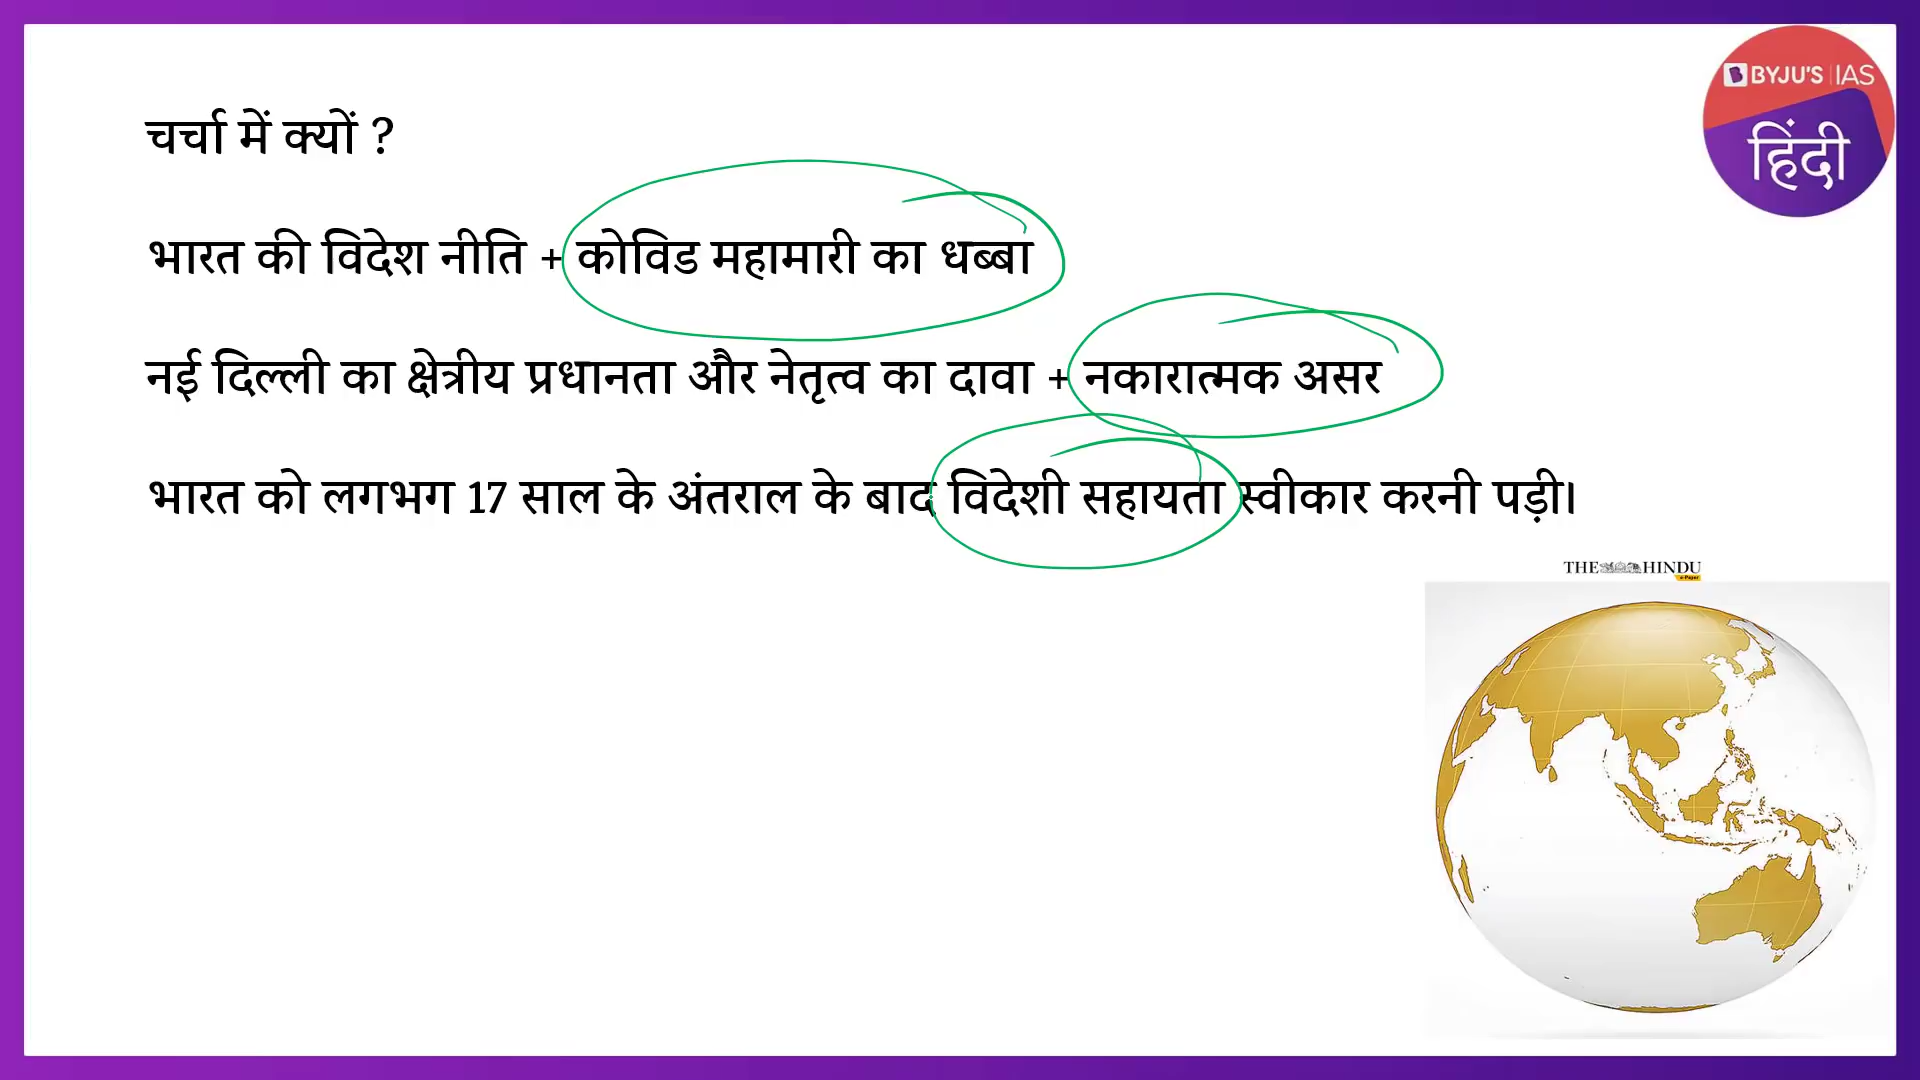 BYJU'S IAS
हिंदी
चर्चा में क्यों ?
भारत की विदेश नीति + कोविड महामारी का धब्बा
नई दिल्ली का क्षेत्रीय प्रधानता और नेतृत्व का दावा + नकारात्मक असर
भारत को लगभग 17 साल के अंतराल के बाद विदेशी सहायता स्वीकार करनी पड़ी।
THE HINDU
e-Paper